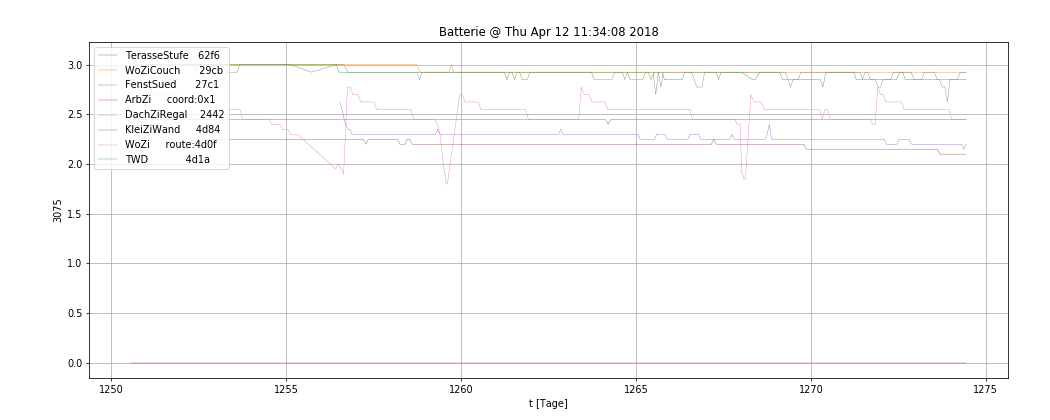 Batterie @ Thu Apr 12 11:34:08 2018
TerasseStufe 62f6
WoZiCouch 29cb
FenstSued 27c1
ArbZi coord:0x1
DachZiRegal 2442
KleiZiWand 4d84
WoZi route:4d0f
TWD 4d1a
3075
3.0
2.5
2.0
1.5
1.0
0.5
0.0
1250 1255 1260 1265 1270 1275
t [Tage]